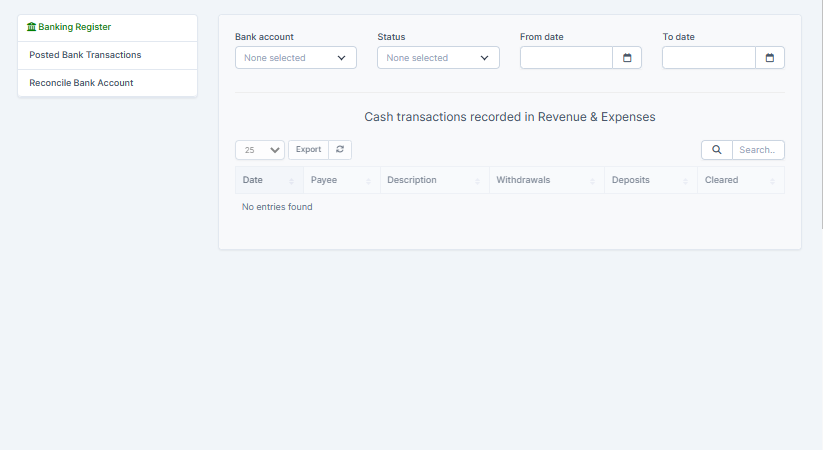 Banking Register
Posted Bank Transactions
Reconcile Bank Account
Bank account Status From date To date
None selected None selected
Cash transactions recorded in Revenue & Expenses
25 Export Search..
Date Payee Description Withdrawals Deposits Cleared
No entries found